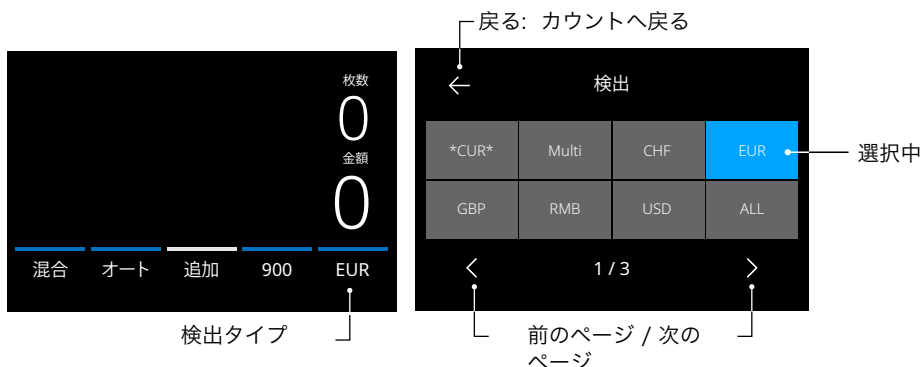 戻る: カウントへ戻る
枚数
0
金額
0
混合 オート 追加 900 EUR
検出タイプ
検出
*CUR* Multi CHF EUR
GBP RMB USD ALL
1 / 3
選択中
前のページ / 次の
ページ